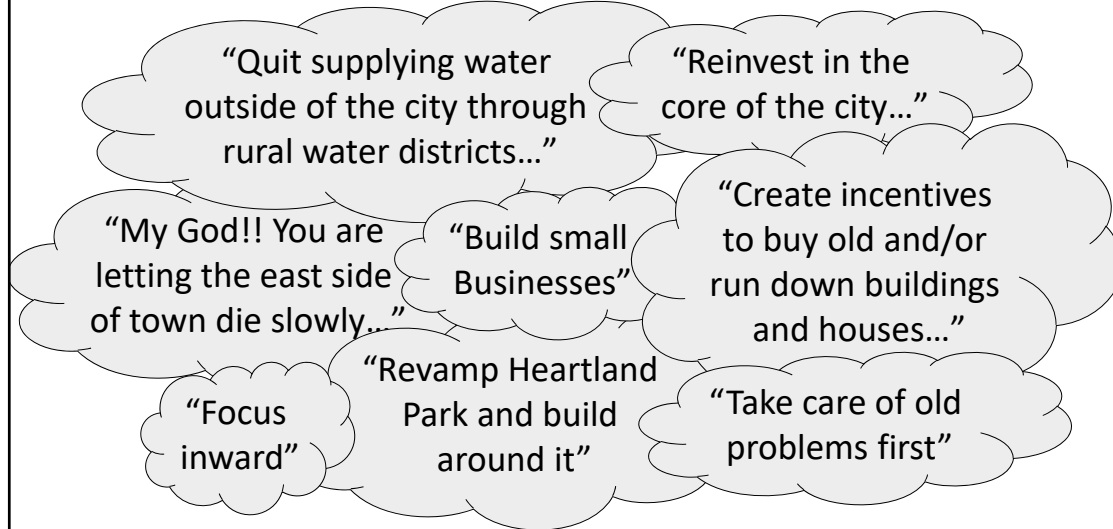 “Quit supplying water
outside of the city through
rural water districts…”
“Reinvest in the
core of the city…”
“My God!! You are
letting the east side
of town die slowly…”
“Build small
Businesses”
“Create incentives
to buy old and/or
run down buildings
and houses…”
“Focus
inward”
“Revamp Heartland
Park and build
around it”
“Take care of old
problems first”